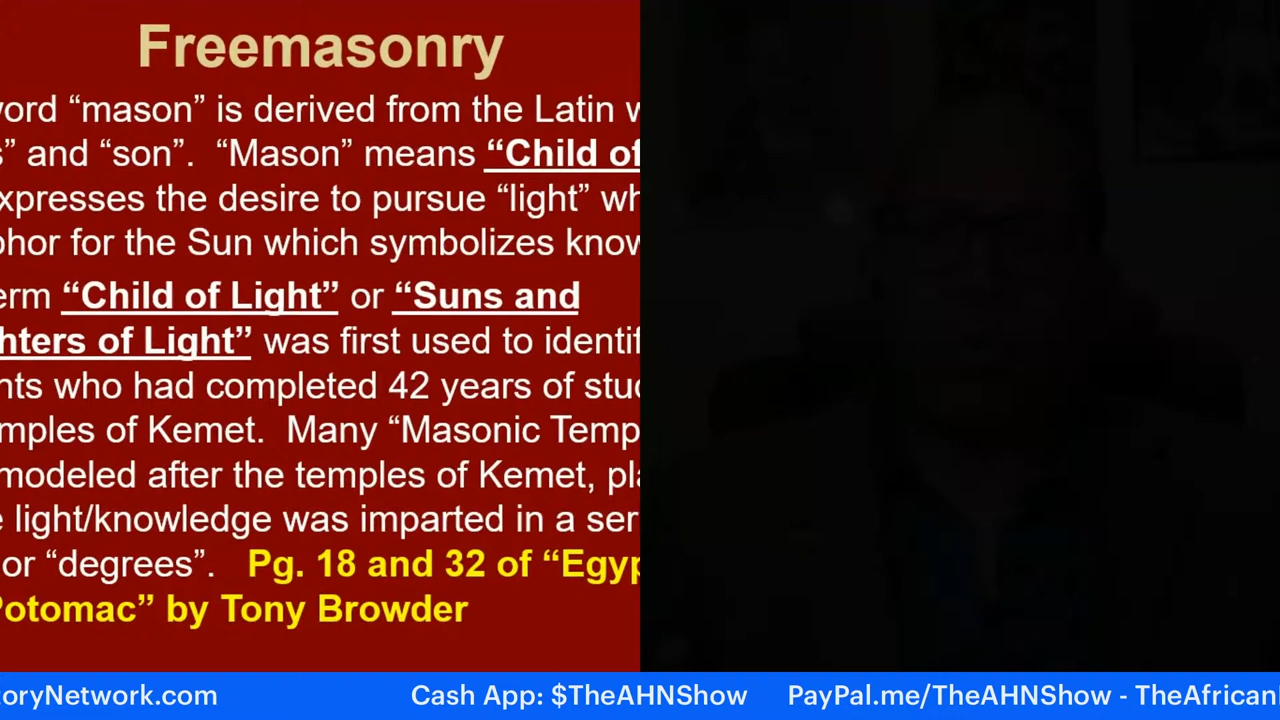 Freemasonry
ord “mason” is derived from the Latin w
s” and “son”. “Mason” means “Child of
xpresses the desire to pursue “light” wh
phor for the Sun which symbolizes know
erm “Child of Light” or “Suns and
hters of Light” was first used to identif
nts who had completed 42 years of stud
mples of Kemet. Many “Masonic Temp
modeled after the temples of Kemet, pla
e light/knowledge was imparted in a ser
or “degrees”. Pg. 18 and 32 of “Egyp
Potomac” by Tony Browder
toryNetwork.com Cash App: $TheAHNShow PayPal.me/TheAHNShow - TheAfrican